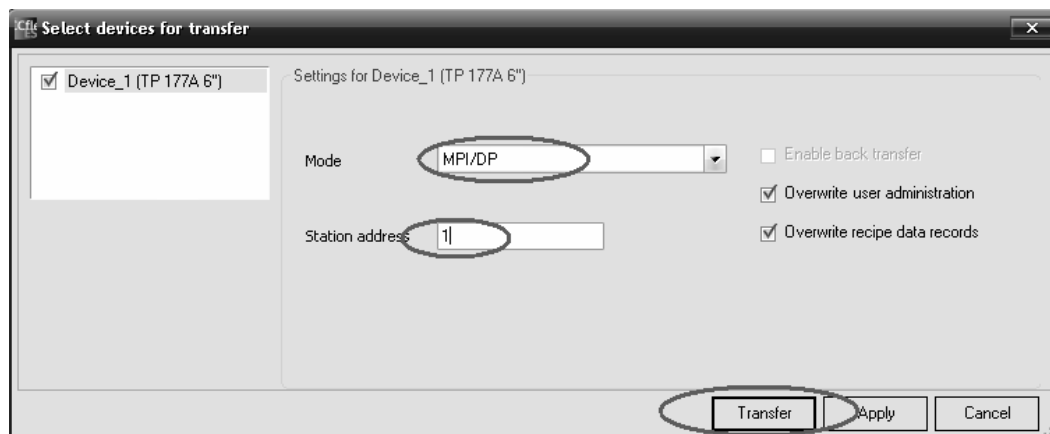 Select devices for transfer
Device_1 (TP 177A 6")
Settings for Device_1 (TP 177A 6")
Mode
MPI/DP
Enable back transfer
Overwrite user administration
Station address
1
Overwrite recipe data records
Transfer
Apply
Cancel